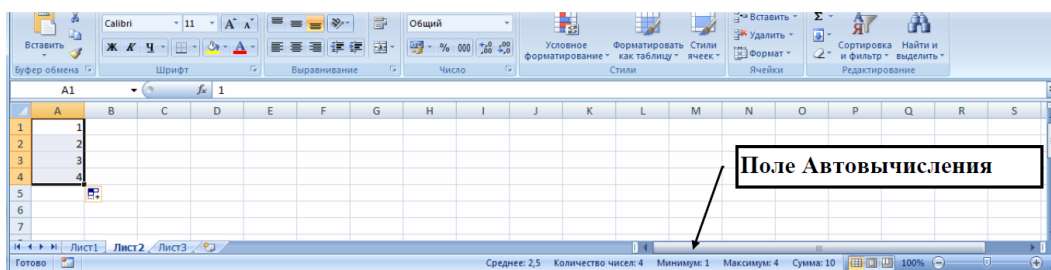 Calibri 11 А А Общий Вставить Σ
Вставить Ж К Ч % 000 Условное форматирование Форматировать как таблицу Стили ячеек Удалить Формат Сортировка и фильтр Найти и выделить
Буфер обмена Шрифт Выравнивание Число Стили Ячейки Редактирование
A1 fx 1
A B C D E F G H I J K L M N O P Q R S
1 1
2 2
3 3
4 4
5
6
7
Поле Автовычисления
Лист1 Лист2 Лист3
Готово Среднее: 2,5 Количество чисел: 4 Минимум: 1 Максимум: 4 Сумма: 10 100%